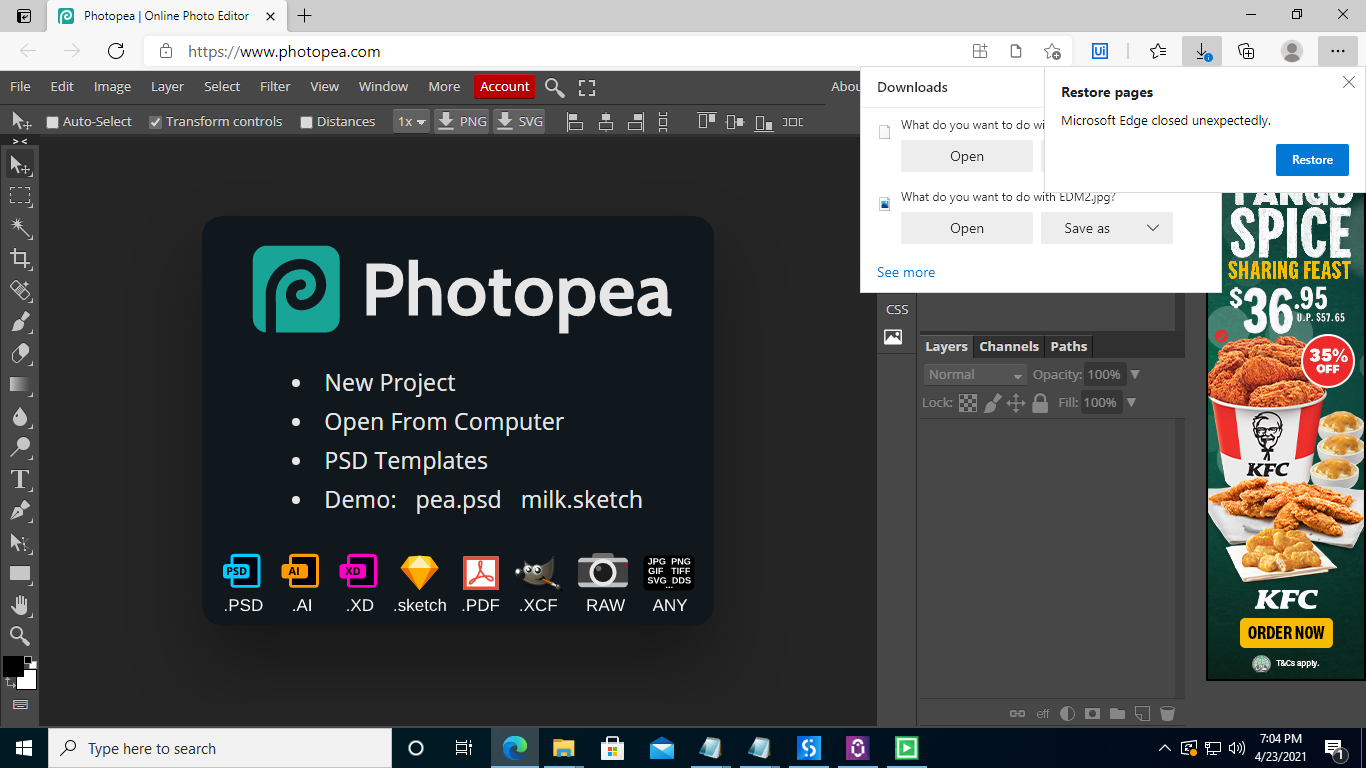 Photopea | Online Photo Editor
https://www.photopea.com
File Edit Image Layer Select Filter View Window More Account
Abou
Auto-Select Transform controls Distances 1x PNG SVG
Downloads
What do you want to do wi
Open
What do you want to do with EDM2.jpg?
Open Save as
See more
Restore pages
Microsoft Edge closed unexpectedly.
Restore
Photopea
New Project
Open From Computer
PSD Templates
Demo: pea.psd milk.sketch
PSD AI XD JPG PNG
GIF TIFF
SVG DDS
...
.PSD .AI .XD .sketch .PDF .XCF RAW ANY
CSS
Layers Channels Paths
Normal Opacity: 100%
Lock: Fill: 100%
eff
SPICE
SHARING FEAST
$36.95
U.P. $57.65
35%
OFF
KFC
KFC
ORDER NOW
T&Cs apply.
Type here to search
7:04 PM
4/23/2021
1